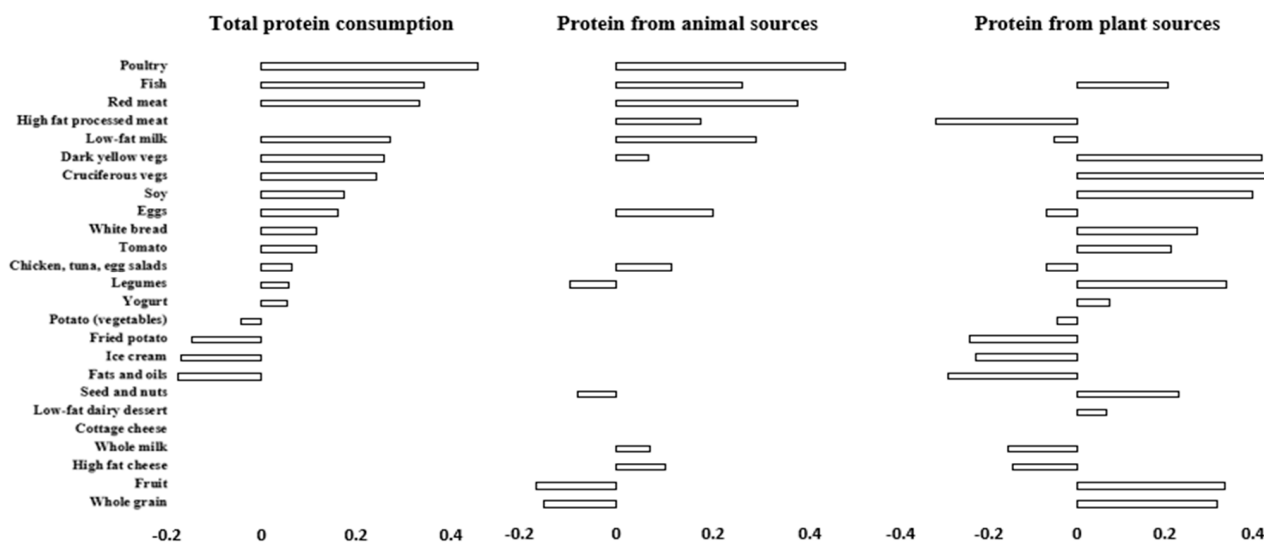 Total protein consumption Protein from animal sources Protein from plant sources
Poultry
Fish
Red meat
High fat processed meat
Low-fat milk
Dark yellow vegs
Cruciferous vegs
Soy
Eggs
White bread
Tomato
Chicken, tuna, egg salads
Legumes
Yogurt
Potato (vegetables)
Fried potato
Ice cream
Fats and oils
Seed and nuts
Low-fat dairy dessert
Cottage cheese
Whole milk
High fat cheese
Fruit
Whole grain
-0.2 0 0.2 0.4 -0.2 0 0.2 0.4 -0.4 -0.2 0 0.2 0.4